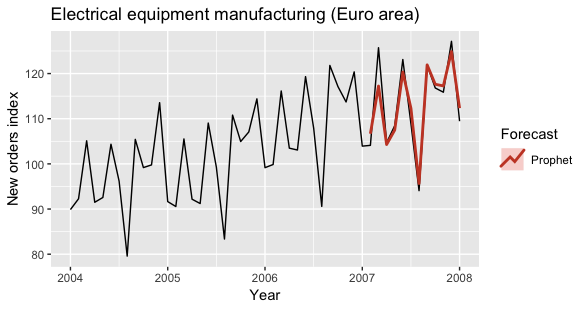 Electrical equipment manufacturing (Euro area)
120
110
100
90
80
New orders index
2004
2005
2006
2007
2008
Year
Forecast
Prophet